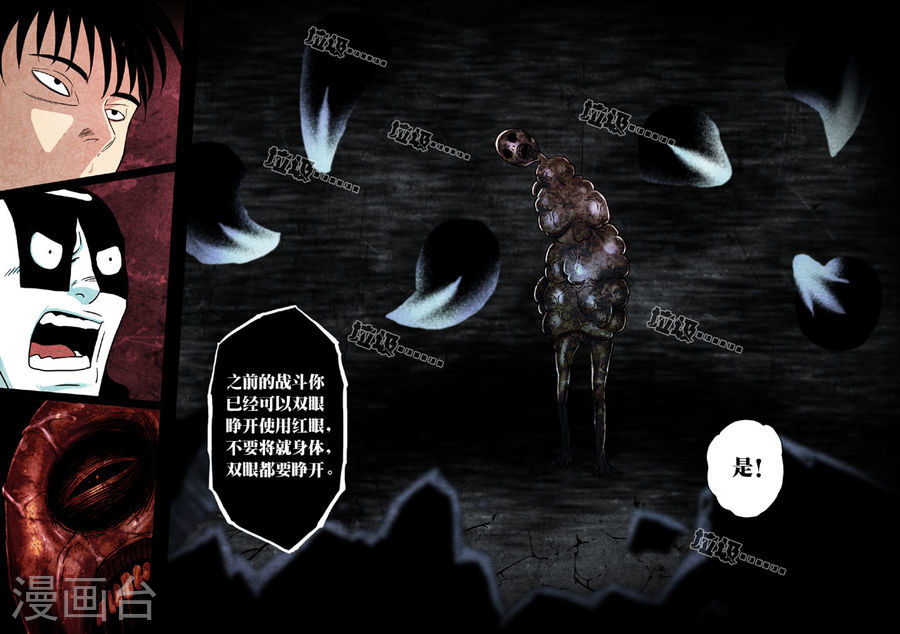 垃圾……
垃圾……
垃圾……
垃圾……
垃圾……
垃圾……
之前的战斗你
已经可以双眼
睁开使用红眼，
不要将就身体，
双眼都要睁开。
是！
垃圾……
漫画台